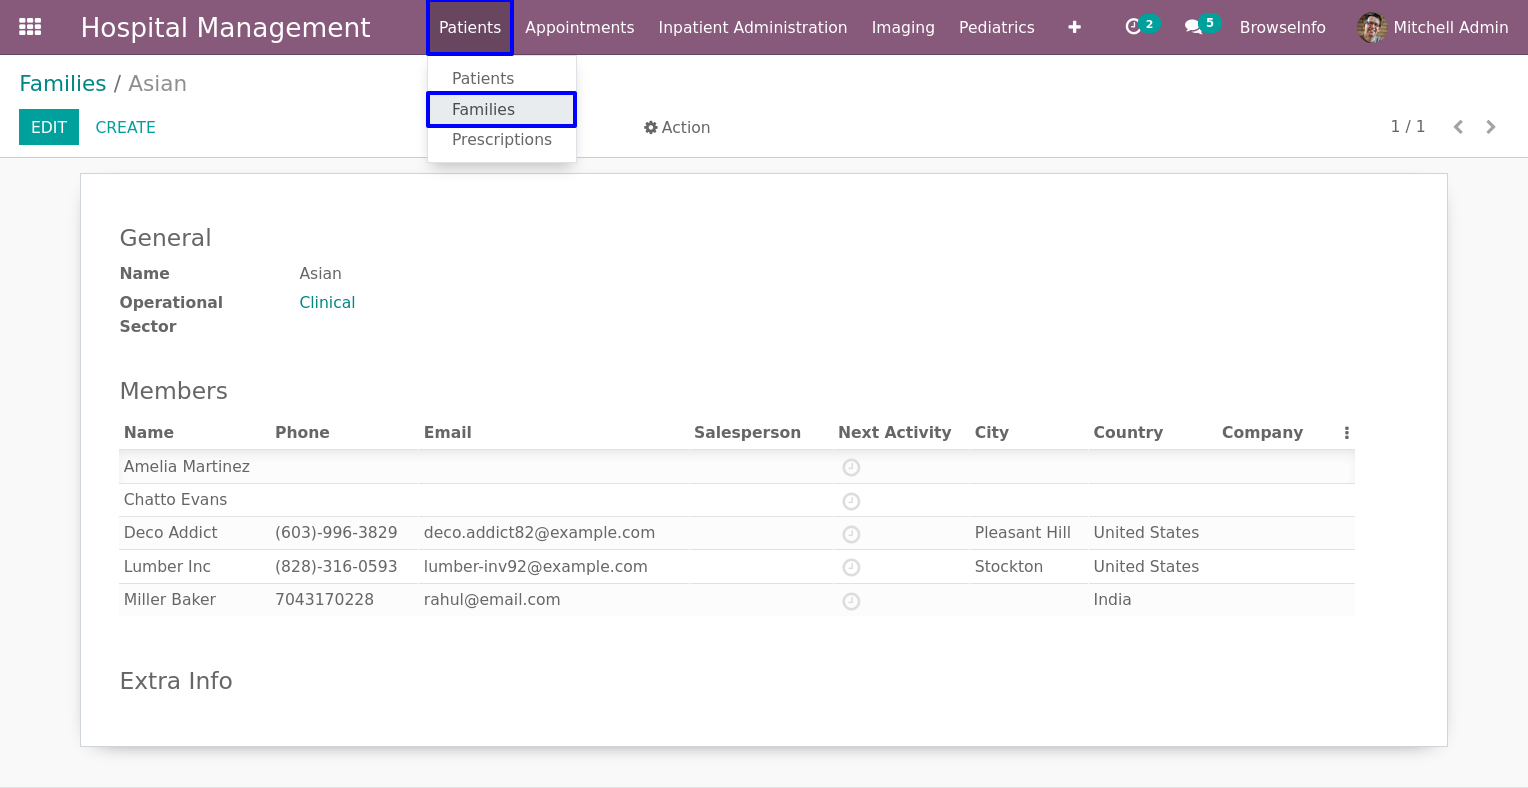 Hospital Management Patients Appointments Inpatient Administration Imaging Pediatrics + 2 5 BrowseInfo Mitchell Admin
Families / Asian
Patients
Families
Prescriptions
EDIT CREATE Action 1 / 1
General
Name Asian
Operational Sector Clinical
Members
Name Phone Email Salesperson Next Activity City Country Company
Amelia Martinez
Chatto Evans
Deco Addict (603)-996-3829 deco.addict82@example.com Pleasant Hill United States
Lumber Inc (828)-316-0593 lumber-inv92@example.com Stockton United States
Miller Baker 7043170228 rahul@email.com India
Extra Info